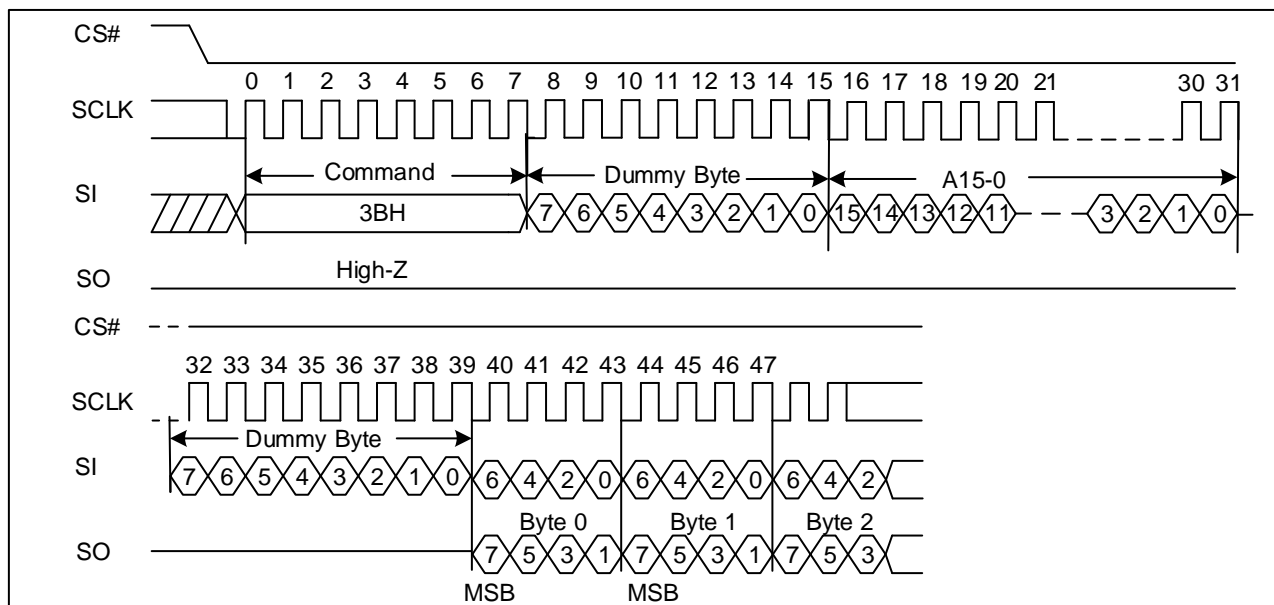 CS#
0 1 2 3 4 5 6 7 8 9 10 11 12 13 14 15 16 17 18 19 20 21 30 31
SCLK
Command Dummy Byte A15-0
SI
3BH 7 6 5 4 3 2 1 0 15 14 13 12 11 3 2 1 0
High-Z
SO
CS#
32 33 34 35 36 37 38 39 40 41 42 43 44 45 46 47
SCLK
Dummy Byte
SI
7 6 5 4 3 2 1 0 6 4 2 0 6 4 2 0 6 4 2
Byte 0 Byte 1 Byte 2
SO
7 5 3 1 7 5 3 1 7 5 3
MSB MSB